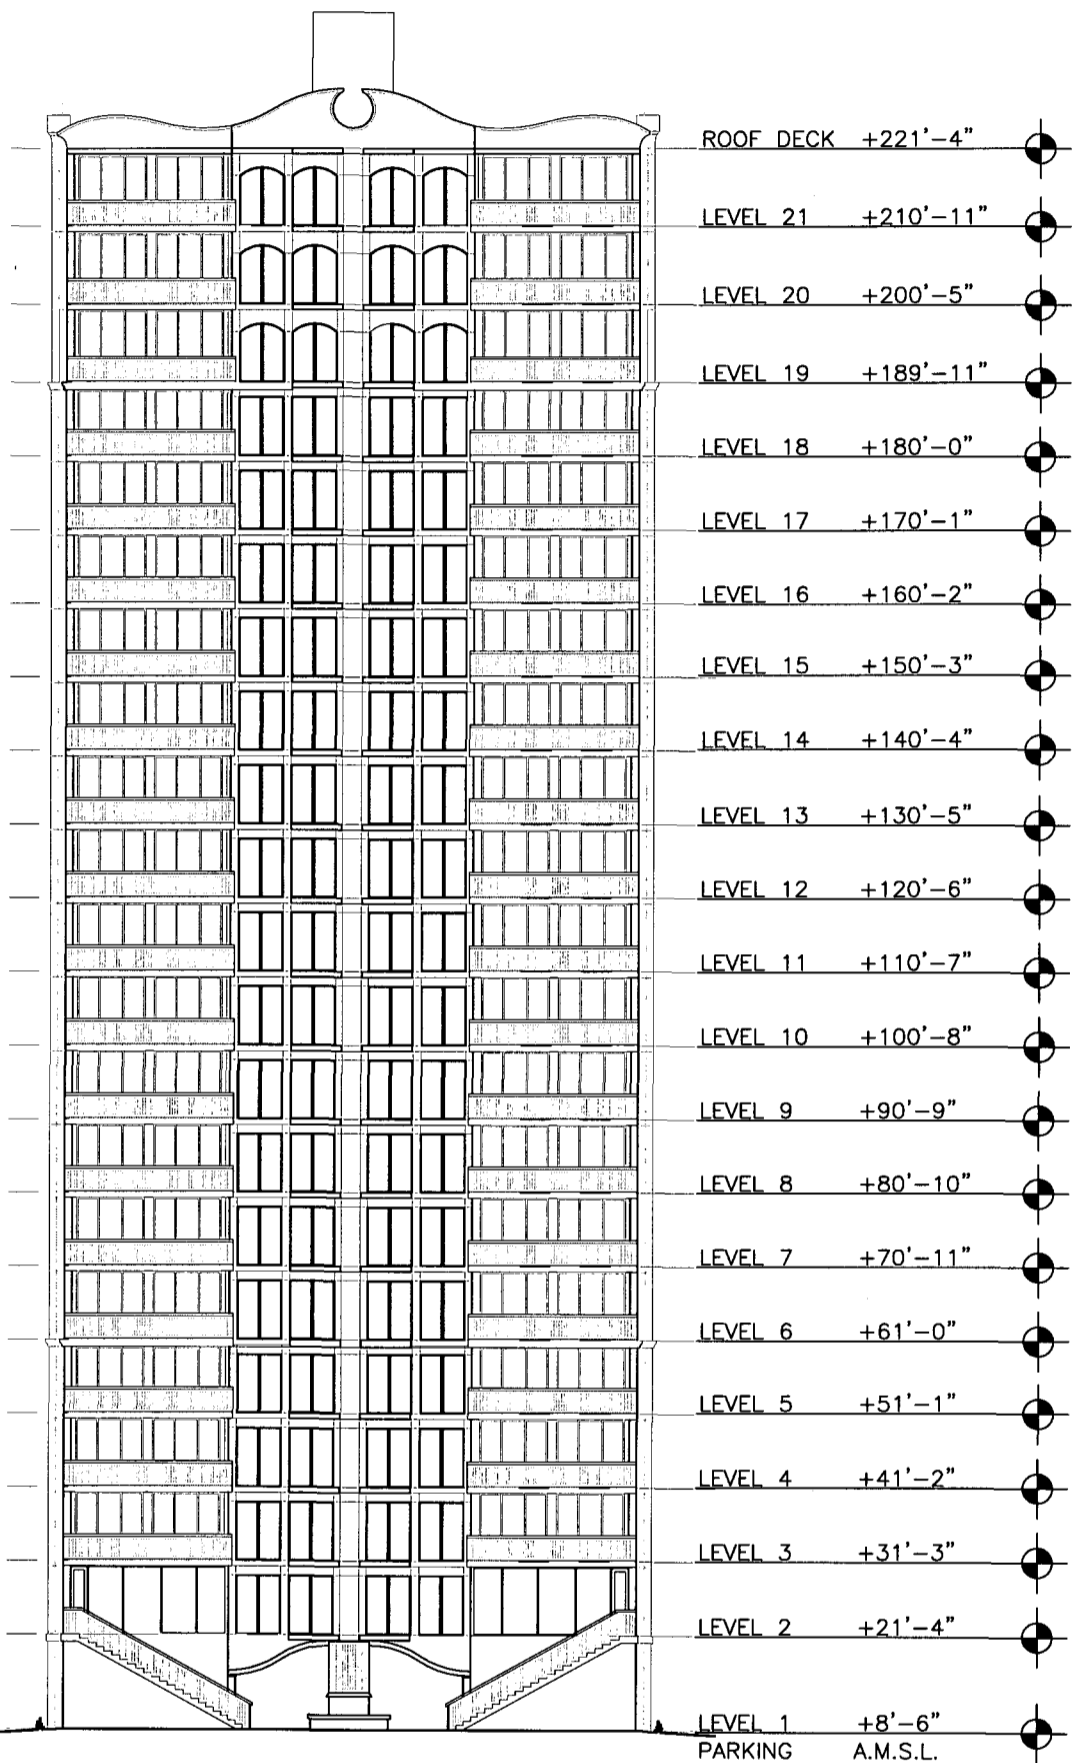 ROOF DECK +221'-4"
LEVEL 21 +210'-11"
LEVEL 20 +200'-5"
LEVEL 19 +189'-11"
LEVEL 18 +180'-0"
LEVEL 17 +170'-1"
LEVEL 16 +160'-2"
LEVEL 15 +150'-3"
LEVEL 14 +140'-4"
LEVEL 13 +130'-5"
LEVEL 12 +120'-6"
LEVEL 11 +110'-7"
LEVEL 10 +100'-8"
LEVEL 9 +90'-9"
LEVEL 8 +80'-10"
LEVEL 7 +70'-11"
LEVEL 6 +61'-0"
LEVEL 5 +51'-1"
LEVEL 4 +41'-2"
LEVEL 3 +31'-3"
LEVEL 2 +21'-4"
LEVEL 1 +8'-6"
PARKING A.M.S.L.